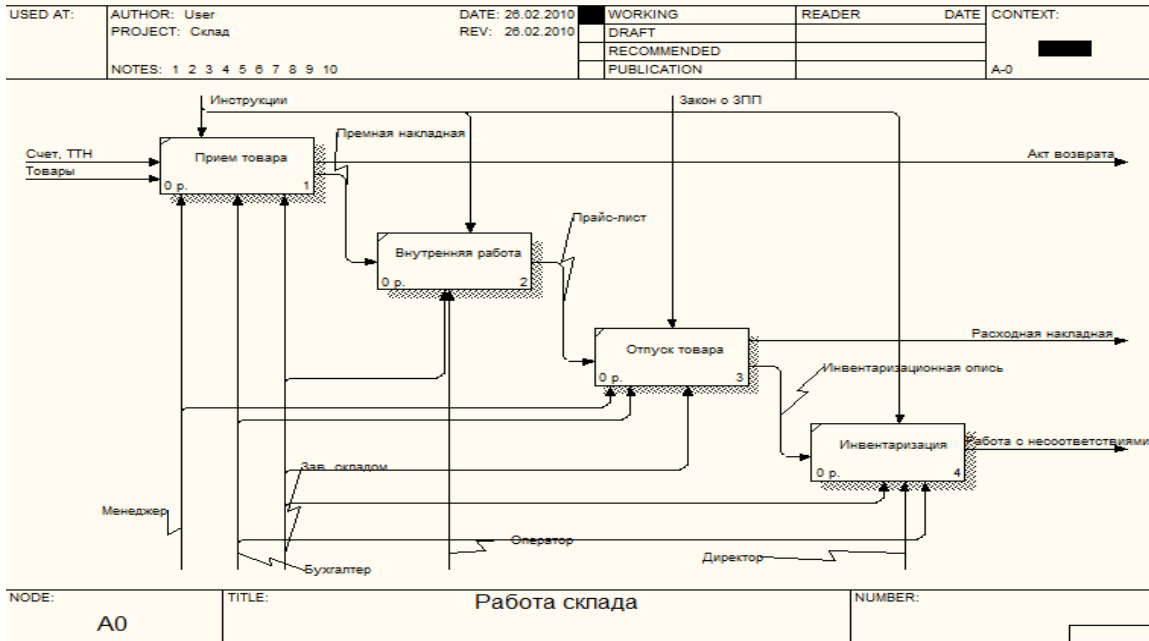 USED AT:
AUTHOR: User
DATE: 26.02.2010
WORKING
READER
DATE
CONTEXT:
PROJECT: Склад
REV: 26.02.2010
DRAFT
RECOMMENDED
NOTES: 1 2 3 4 5 6 7 8 9 10
PUBLICATION
A-0
Инструкции
Закон о ЗПП
Премная накладная
Счет, ТТН
Прием товара
Акт возврата
Товары
0 р.
1
Прайс-лист
Внутренняя работа
0 р.
2
Расходная накладная
Отпуск товара
Инвентаризационная опись
0 р.
3
Инвентаризация
Работа с несоответствиями
Зав. складом
0 р.
4
Менеджер
Оператор
Директор
Бухгалтер
NODE:
TITLE:
Работа склада
NUMBER:
A0